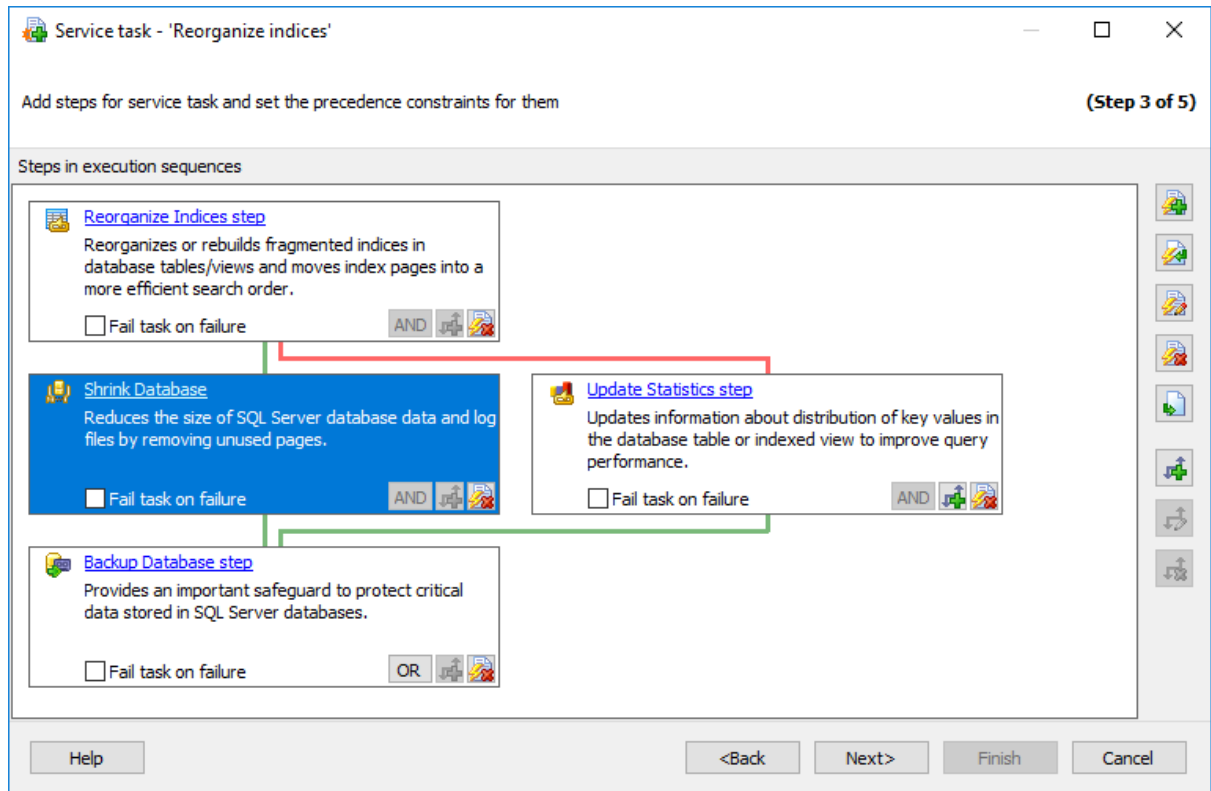 Service task - 'Reorganize indices'
Add steps for service task and set the precedence constraints for them
(Step 3 of 5)
Steps in execution sequences
Reorganize Indices step
Reorganizes or rebuilds fragmented indices in
database tables/views and moves index pages into a
more efficient search order.
Fail task on failure
AND
Shrink Database
Reduces the size of SQL Server database data and log
files by removing unused pages.
Fail task on failure
AND
Update Statistics step
Updates information about distribution of key values in
the database table or indexed view to improve query
performance.
Fail task on failure
AND
Backup Database step
Provides an important safeguard to protect critical
data stored in SQL Server databases.
Fail task on failure
OR
Help
<Back
Next>
Finish
Cancel